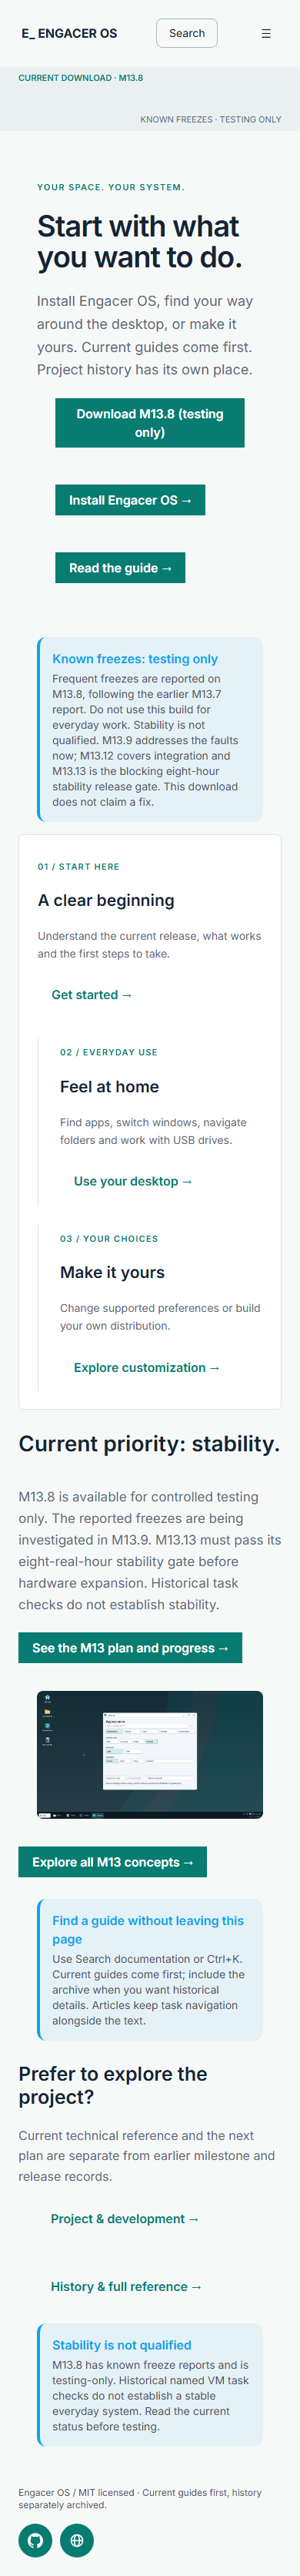 E_ ENGACER OS
Search
CURRENT DOWNLOAD · M13.8
KNOWN FREEZES · TESTING ONLY
YOUR SPACE. YOUR SYSTEM.
Start with what
you want to do.
Install Engacer OS, find your way
around the desktop, or make it
yours. Current guides come first.
Project history has its own place.
Download M13.8 (testing
only)
Install Engacer OS →
Read the guide →
Known freezes: testing only
Frequent freezes are reported on
M13.8, following the earlier M13.7
report. Do not use this build for
everyday work. Stability is not
qualified. M13.9 addresses the faults
now; M13.12 covers integration and
M13.13 is the blocking eight-hour
stability release gate. This download
does not claim a fix.
01 / START HERE
A clear beginning
Understand the current release, what works
and the first steps to take.
Get started →
02 / EVERYDAY USE
Feel at home
Find apps, switch windows, navigate
folders and work with USB drives.
Use your desktop →
03 / YOUR CHOICES
Make it yours
Change supported preferences or build
your own distribution.
Explore customization →
Current priority: stability.
M13.8 is available for controlled testing
only. The reported freezes are being
investigated in M13.9. M13.13 must pass its
eight-real-hour stability gate before
hardware expansion. Historical task
checks do not establish stability.
See the M13 plan and progress →
Explore all M13 concepts →
Find a guide without leaving this
page
Use Search documentation or Ctrl+K.
Current guides come first; include the
archive when you want historical
details. Articles keep task navigation
alongside the text.
Prefer to explore the
project?
Current technical reference and the next
plan are separate from earlier milestone and
release records.
Project & development →
History & full reference →
Stability is not qualified
M13.8 has known freeze reports and is
testing-only. Historical named VM task
checks do not establish a stable
everyday system. Read the current
status before testing.
Engacer OS / MIT licensed · Current guides first, history
separately archived.